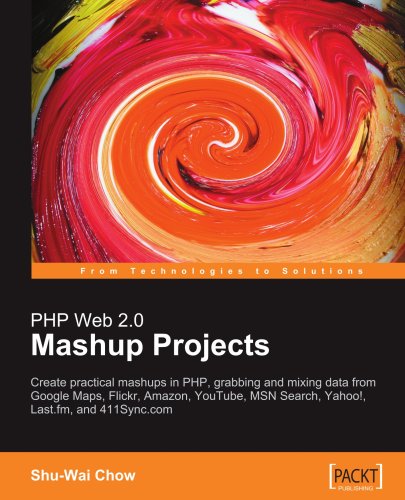 From Technologies to Solutions
PHP Web 2.0
Mashup Projects
Create practical mashups in PHP, grabbing and mixing data from
Google Maps, Flickr, Amazon, YouTube, MSN Search, Yahoo!,
Last.fm, and 411Sync.com
Shu-Wai Chow
PACKT
PUBLISHING